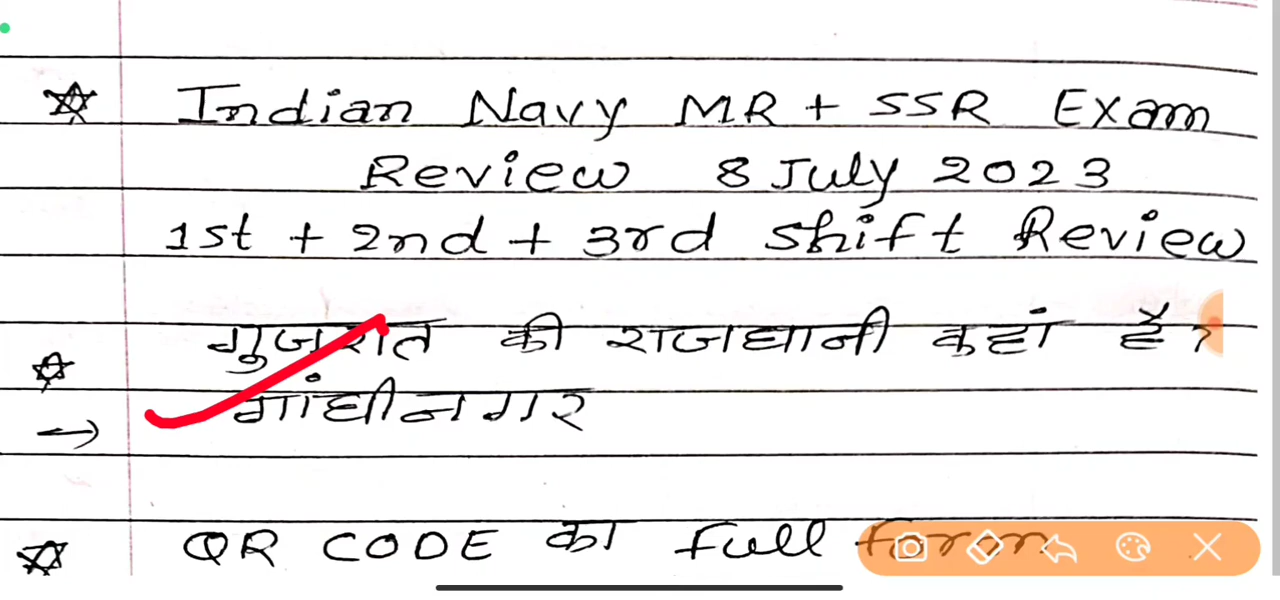 Indian Navy MR + SSR Exam
Review 8 July 2023
1st + 2nd + 3rd Shift Review
गुजरात की राजधानी कहां है?
→ गांधीनगर
QR CODE का Full form